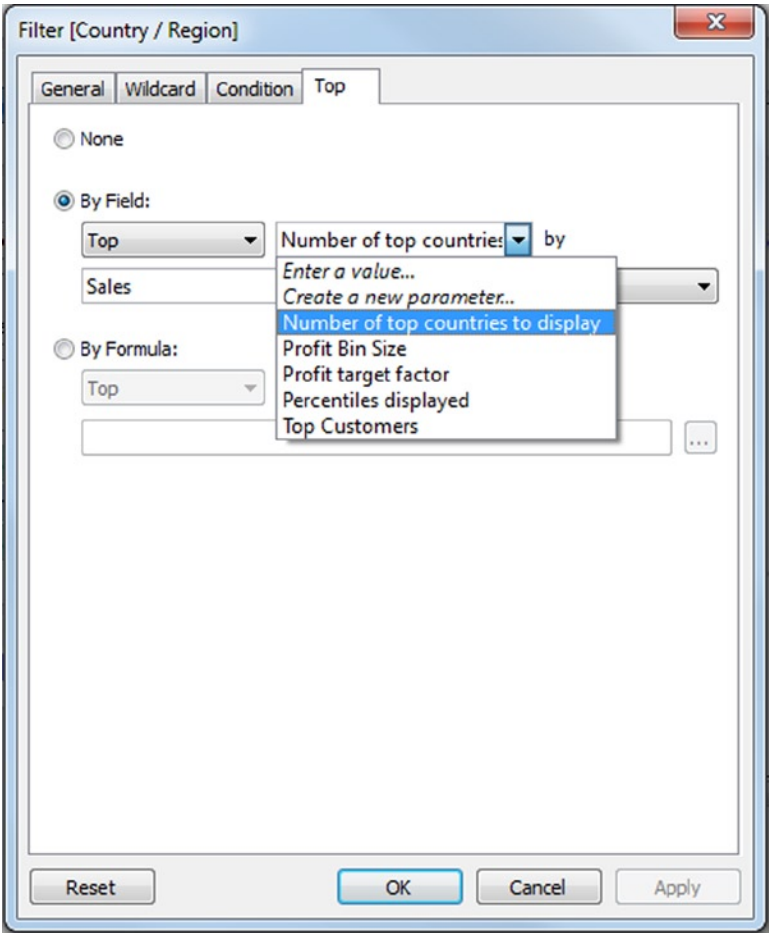 Filter [Country / Region]
x
General Wildcard Condition Top
None
By Field:
Top Number of top countries by
Enter a value...
Sales
Create a new parameter...
Number of top countries to display
By Formula:
Profit Bin Size
Profit target factor
Top
Percentiles displayed
Top Customers
...
Reset OK Cancel Apply